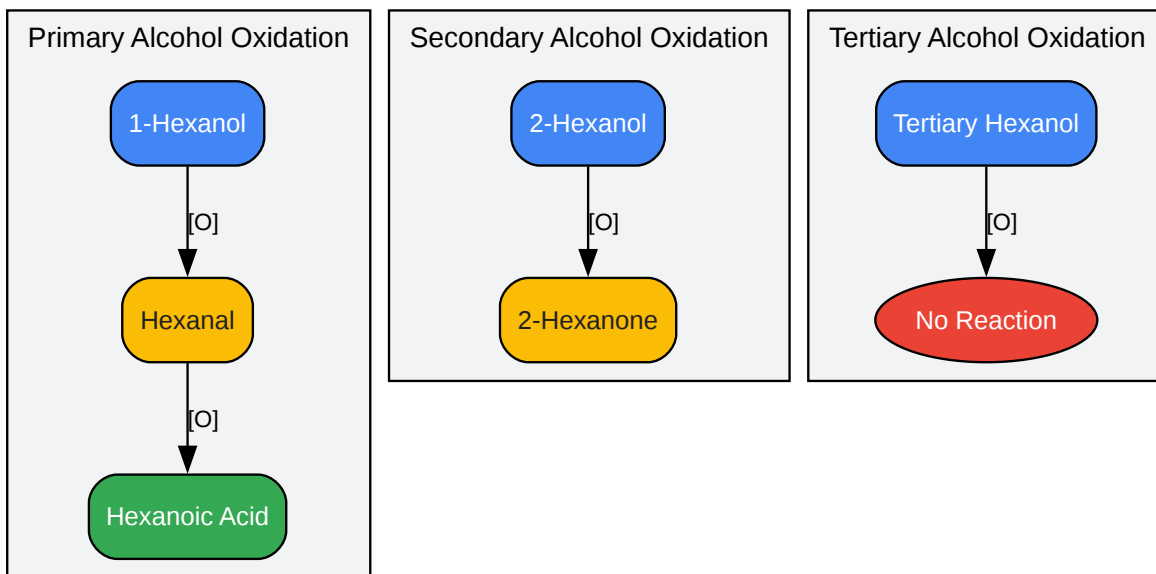 Primary Alcohol Oxidation
1-Hexanol
[O]
Hexanal
[O]
Hexanoic Acid
Secondary Alcohol Oxidation
2-Hexanol
[O]
2-Hexanone
Tertiary Alcohol Oxidation
Tertiary Hexanol
[O]
No Reaction